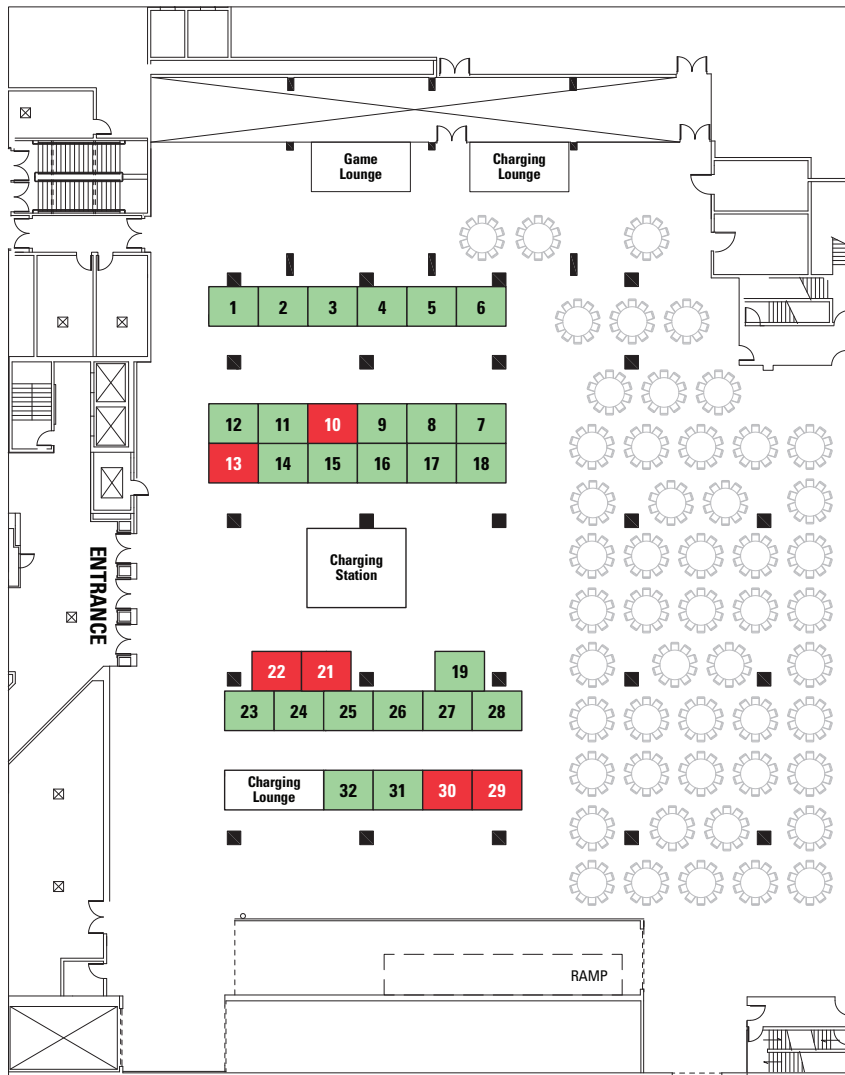 Game
Lounge
Charging
Lounge
1 2 3 4 5 6
12 11 10 9 8 7
13 14 15 16 17 18
Charging
Station
ENTRANCE
22 21 19
23 24 25 26 27 28
Charging
Lounge
32 31 30 29
RAMP